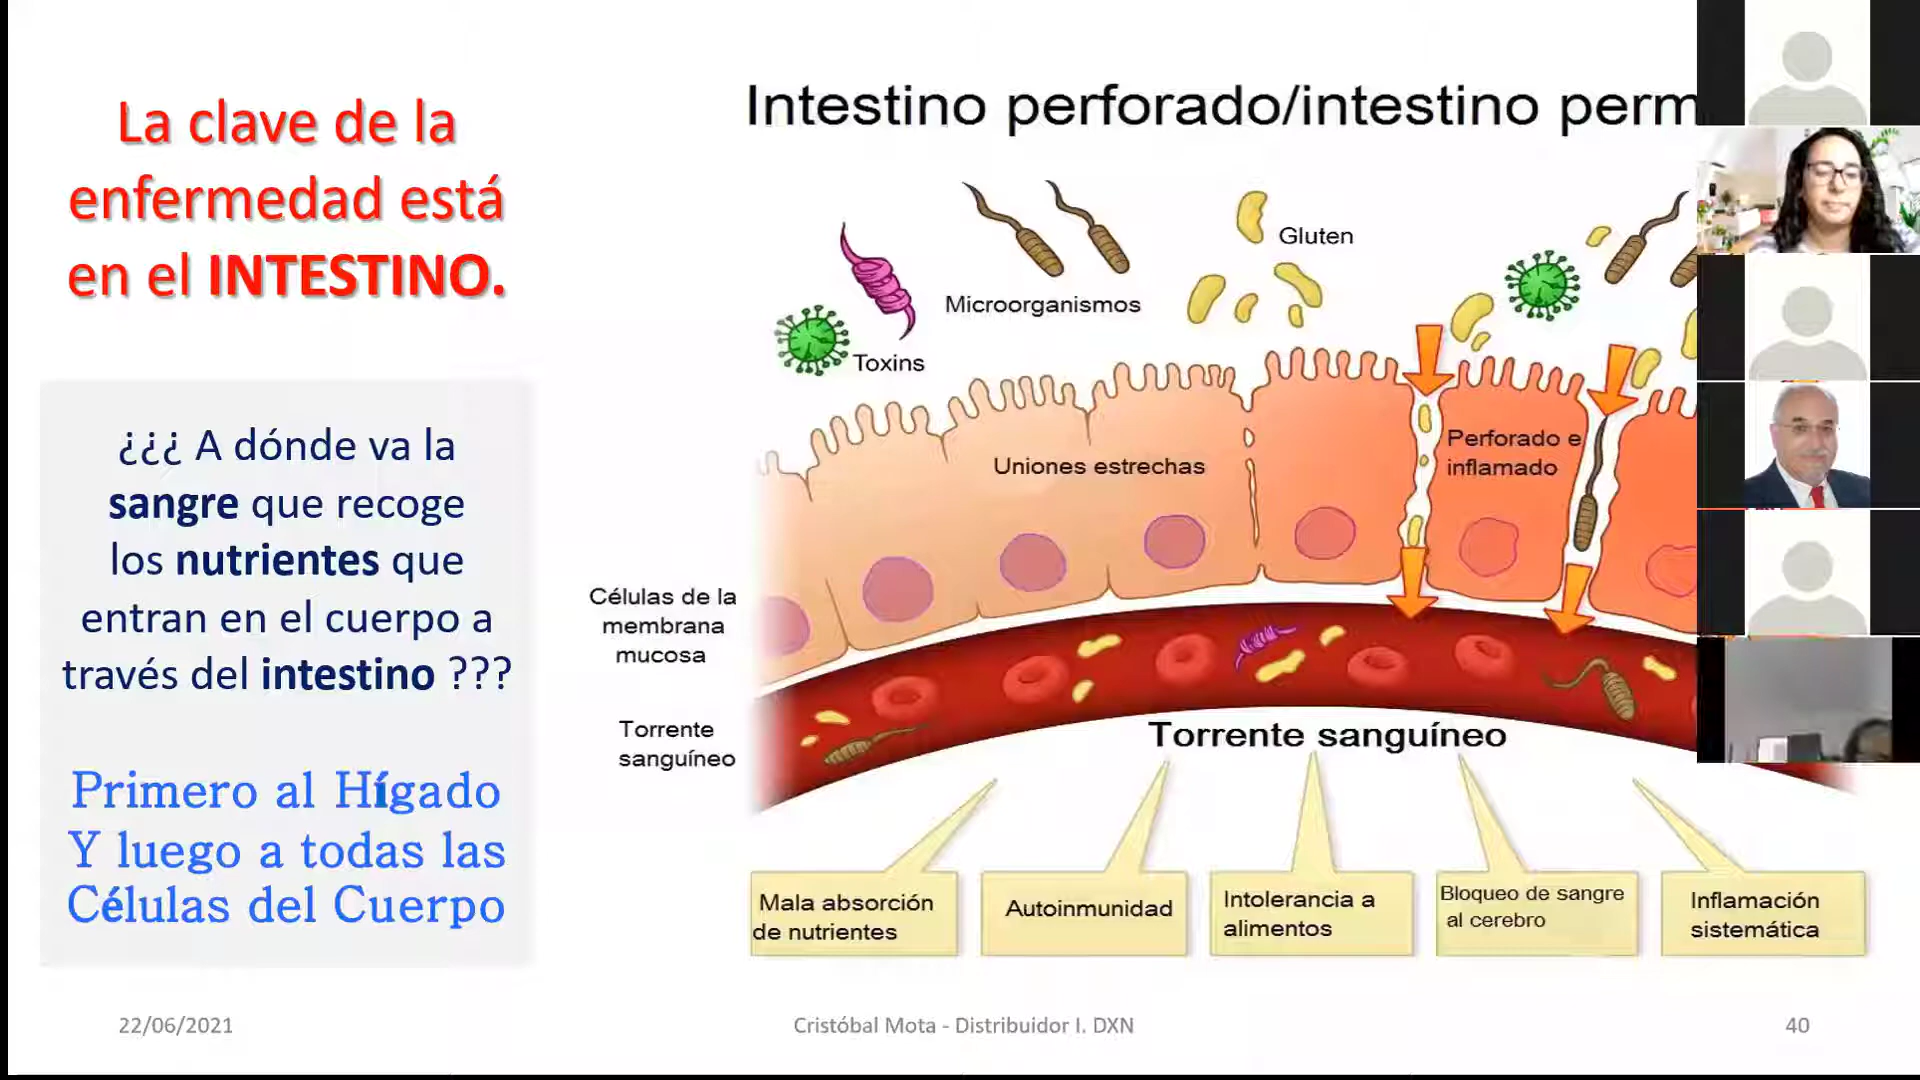 La clave de la
enfermedad está
en el INTESTINO.
¿¿¿ A dónde va la
sangre que recoge
los nutrientes que
entran en el cuerpo a
través del intestino ???
Primero al Hígado
Y luego a todas las
Células del Cuerpo
Intestino perforado/intestino perm
Gluten
Microorganismos
Toxins
Uniones estrechas
Perforado e
inflamado
Células de la
membrana
mucosa
Torrente
sanguíneo
Torrente sanguíneo
Mala absorción
de nutrientes
Autoinmunidad
Intolerancia a
alimentos
Bloqueo de sangre
al cerebro
Inflamación
sistemática
22/06/2021
Cristóbal Mota - Distribuidor I. DXN
40